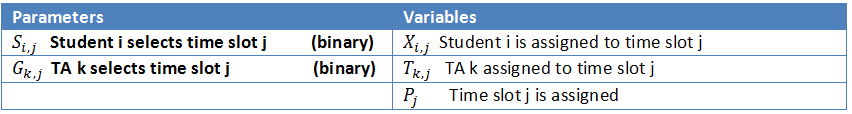 Parameters Variables
S_{i,j} Student i selects time slot j (binary) X_{i,j} Student i is assigned to time slot j
G_{k,j} TA k selects time slot j (binary) T_{k,j} TA k assigned to time slot j
P_j Time slot j is assigned